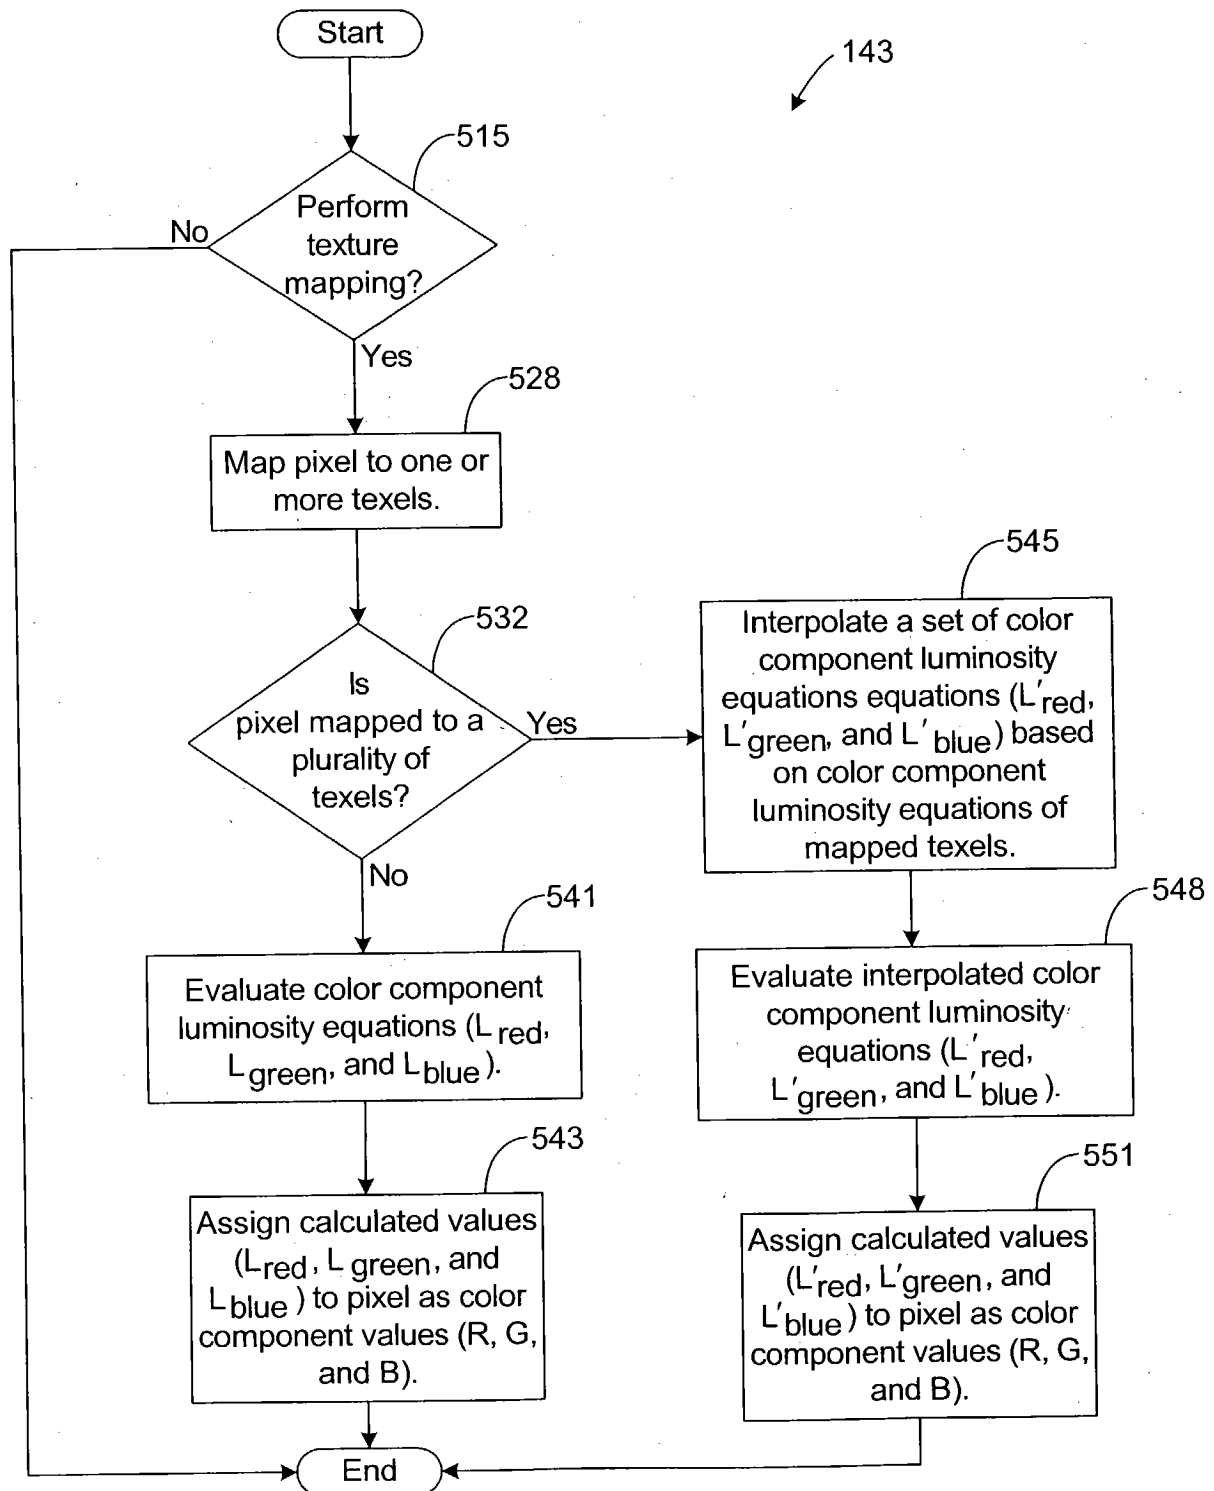 Start
143
515
Perform
texture
mapping?
No
Yes
528
Map pixel to one or
more texels.
532
Is
pixel mapped to a
plurality of
texels?
Yes
No
545
Interpolate a set of color
component luminosity
equations equations (L′red,
L′green, and L′blue) based
on color component
luminosity equations of
mapped texels.
541
Evaluate color component
luminosity equations (Lred,
Lgreen, and Lblue).
548
Evaluate interpolated color
component luminosity
equations (L′red,
L′green, and L′blue).
543
Assign calculated values
(Lred, Lgreen, and
Lblue) to pixel as color
component values (R, G,
and B).
551
Assign calculated values
(L′red, L′green, and
L′blue) to pixel as color
component values (R, G,
and B).
End